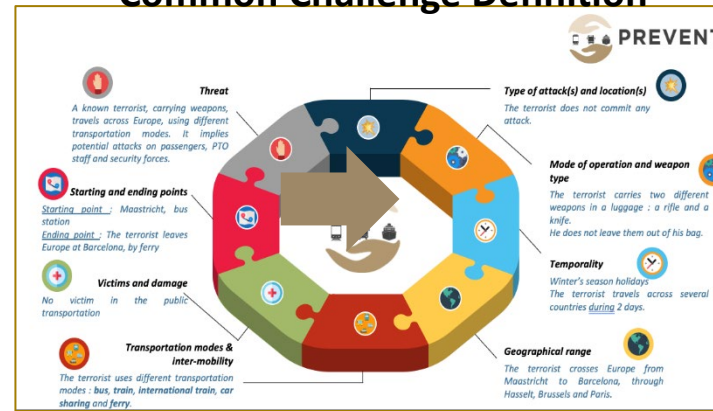 Common Challenge Definition
PREVENT
Threat
A known terrorist, carrying weapons,
travels across Europe, using different
transportation modes. It implies
potential attacks on passengers, PTO
staff and security forces.
Starting and ending points
Starting point : Maastricht, bus
station
Ending point : The terrorist leaves
Europe at Barcelona, by ferry
Victims and damage
No victim in the public
transportation
Transportation modes &
inter-mobility
The terrorist uses different transportation
modes : bus, train, international train, car
sharing and ferry.
Type of attack(s) and location(s)
The terrorist does not commit any
attack.
Mode of operation and weapon
type
The terrorist carries two different
weapons in a luggage : a rifle and a
knife.
He does not leave them out of his bag.
Temporality
Winter's season holidays
The terrorist travels across several
countries during 2 days.
Geographical range
The terrorist crosses Europe from
Maastricht to Barcelona, through
Hasselt, Brussels and Paris.